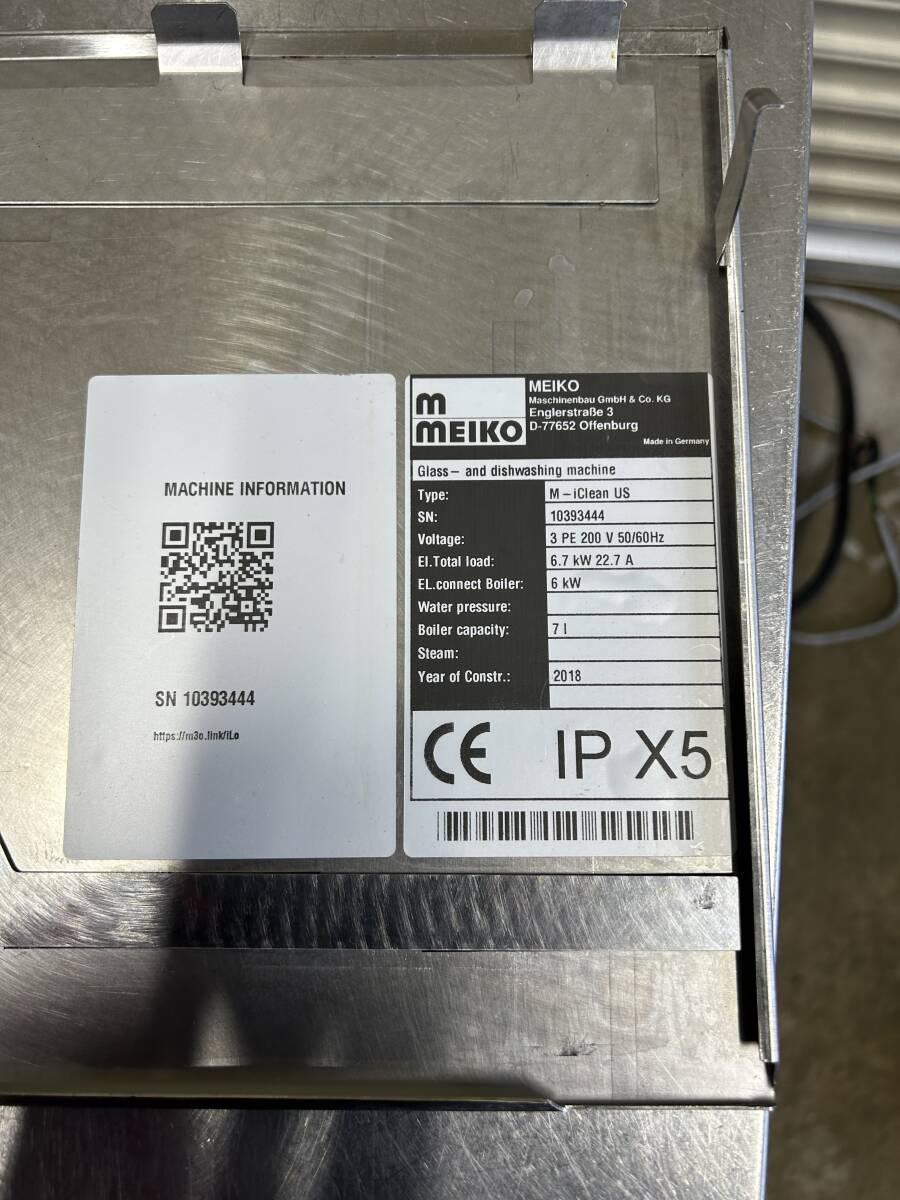 MACHINE INFORMATION
SN 10393444
https://m3o.link/iLo
m
MEIKO
MEIKO
Maschinenbau GmbH & Co. KG
Englerstraße 3
D-77652 Offenburg
Made in Germany
Glass– and dishwashing machine
Type: M–iClean US
SN: 10393444
Voltage: 3 PE 200 V 50/60Hz
El.Total load: 6.7 kW 22.7 A
EL.connect Boiler: 6 kW
Water pressure:
Boiler capacity: 7 l
Steam:
Year of Constr.: 2018
CE IP X5